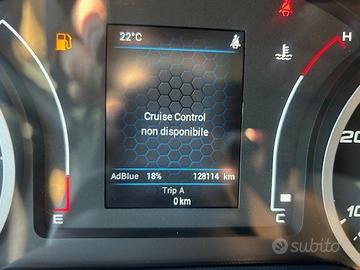 22°C
H
Cruise Control
non disponibile
AdBlue 18% 128114 km
Trip A
0 km
E
C
subito